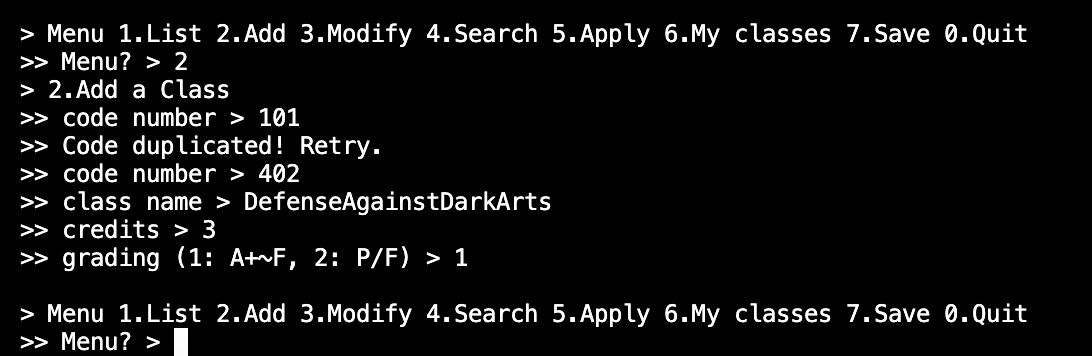 > Menu 1.List 2.Add 3.Modify 4.Search 5.Apply 6.My classes 7.Save 0.Quit
>> Menu? > 2
> 2.Add a Class
>> code number > 101
>> Code duplicated! Retry.
>> code number > 402
>> class name > DefenseAgainstDarkArts
>> credits > 3
>> grading (1: A+~F, 2: P/F) > 1
> Menu 1.List 2.Add 3.Modify 4.Search 5.Apply 6.My classes 7.Save 0.Quit
>> Menu? >